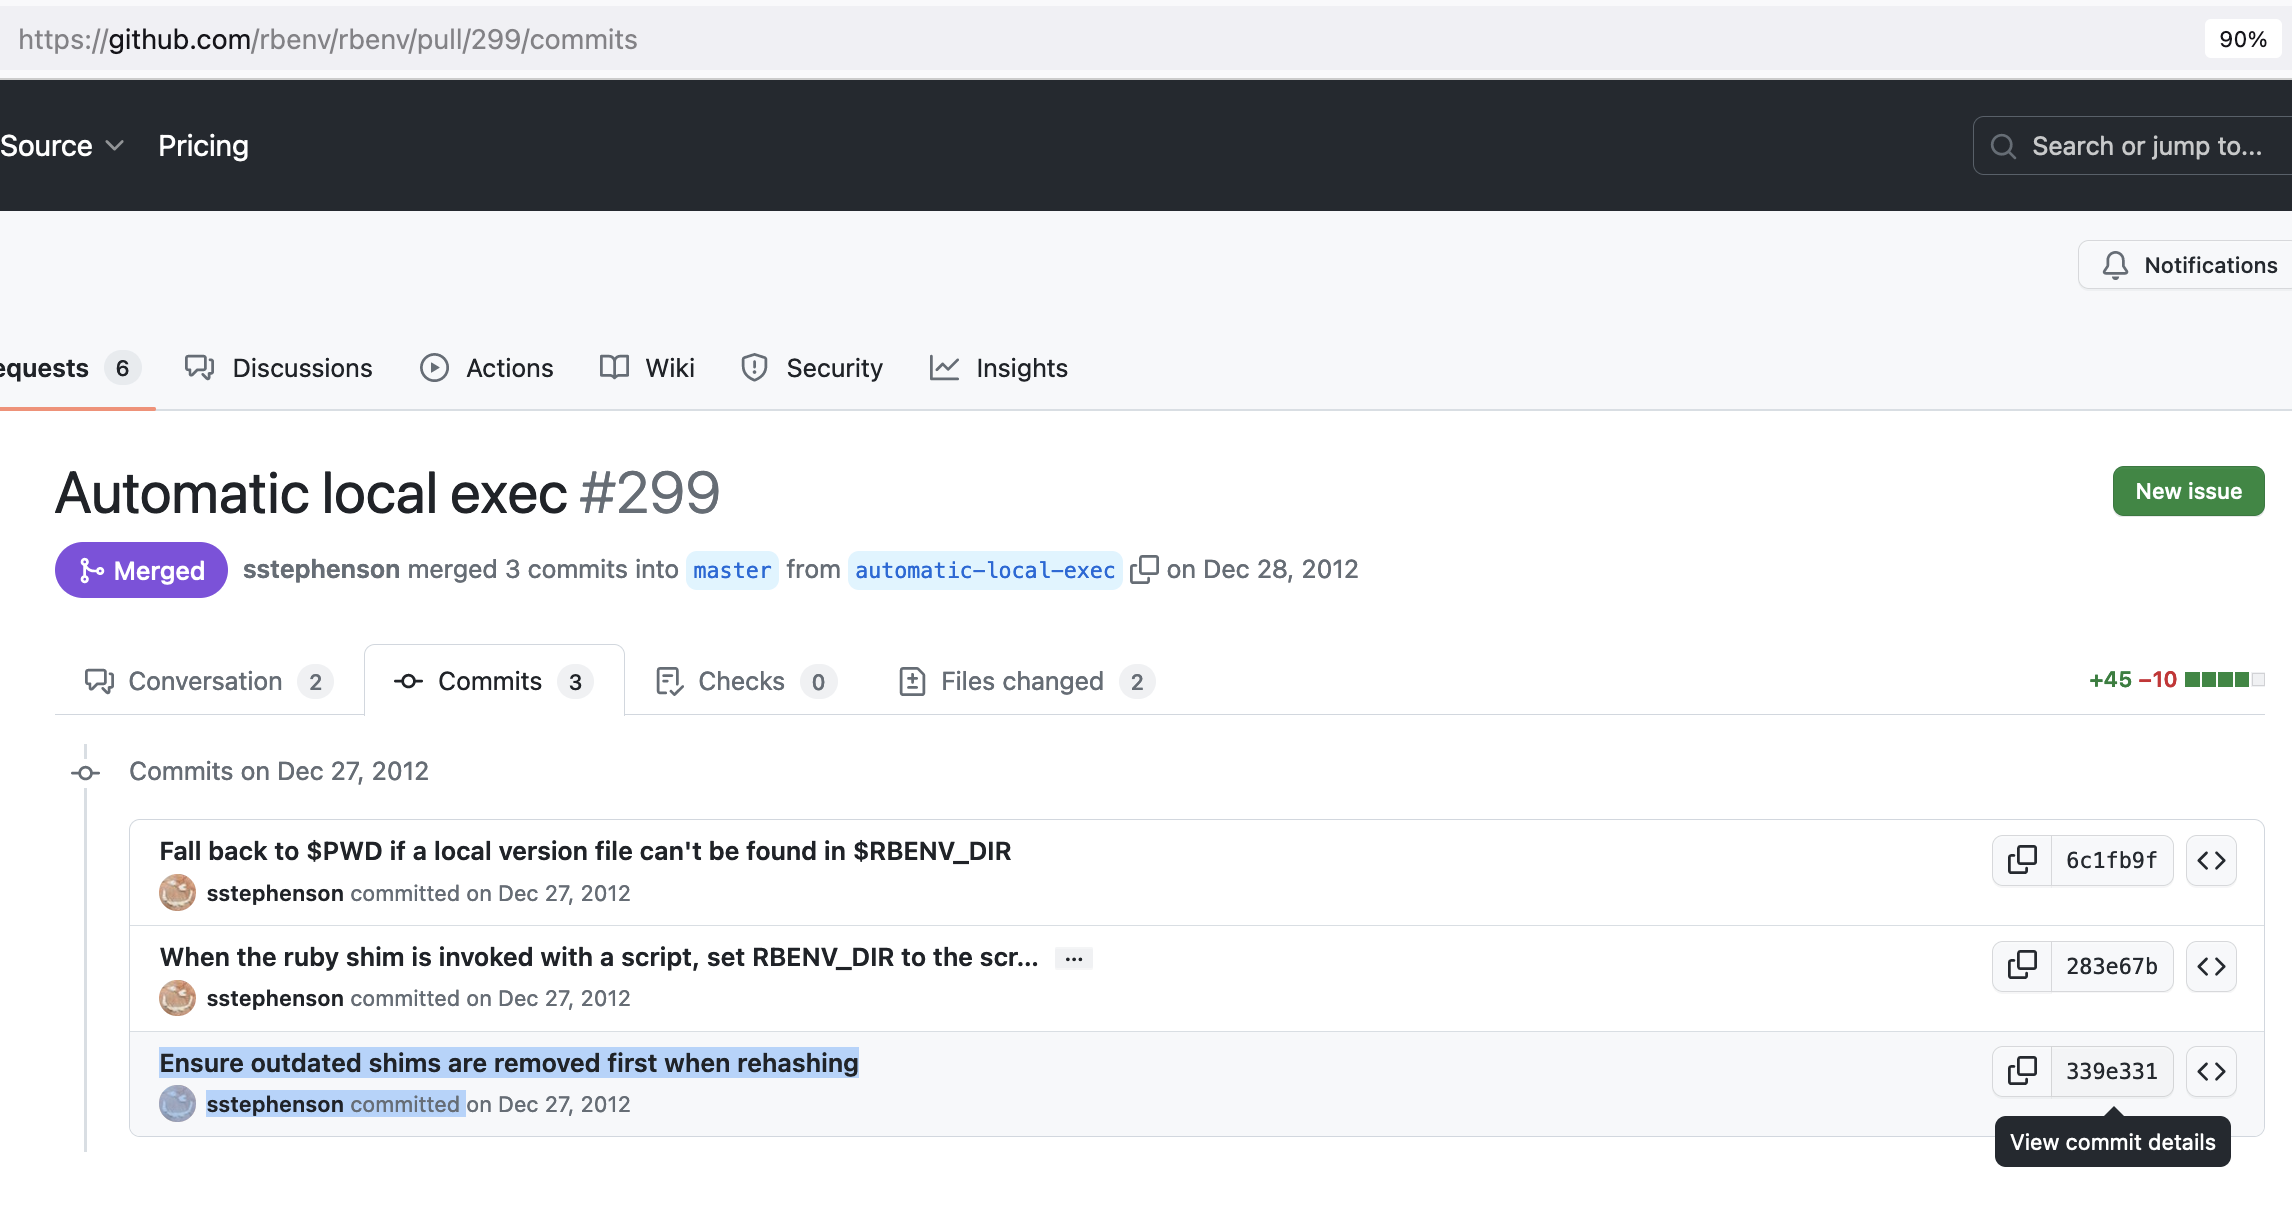 https://github.com/rbenv/rbenv/pull/299/commits 90%
Source Pricing Search or jump to...
Notifications
equests 6 Discussions Actions Wiki Security Insights
Automatic local exec #299 New issue
Merged sstephenson merged 3 commits into master from automatic-local-exec on Dec 28, 2012
Conversation 2 Commits 3 Checks 0 Files changed 2 +45 −10
Commits on Dec 27, 2012
Fall back to $PWD if a local version file can't be found in $RBENV_DIR 6c1fb9f
sstephenson committed on Dec 27, 2012
When the ruby shim is invoked with a script, set RBENV_DIR to the scr... … 283e67b
sstephenson committed on Dec 27, 2012
Ensure outdated shims are removed first when rehashing 339e331
sstephenson committed on Dec 27, 2012
View commit details